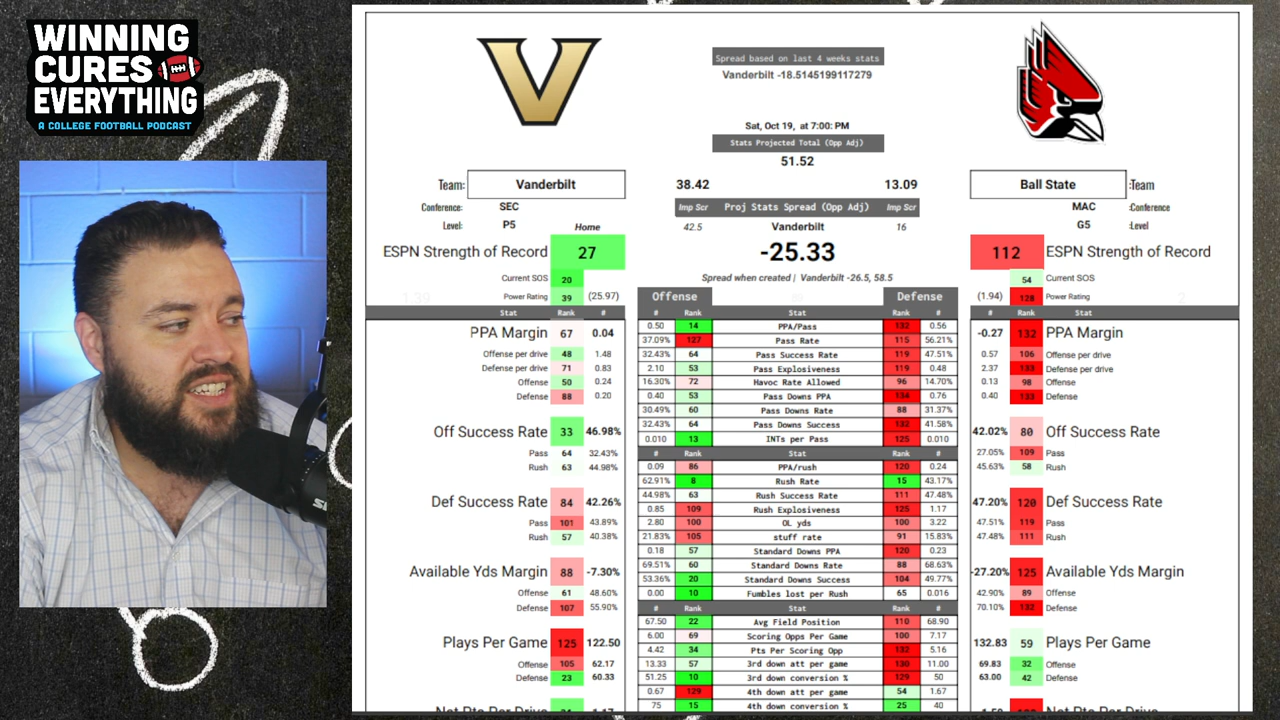 WINNING
CURES
EVERYTHING
A COLLEGE FOOTBALL PODCAST
Spread based on last 4 weeks stats
Vanderbilt -18.5145199117279
Sat, Oct 19, at 7:00: PM
Stats Projected Total (Opp Adj)
51.52
Team: Vanderbilt 38.42 13.09 Ball State :Team
Conference: SEC Imp Scr Proj Stats Spread (Opp Adj) Imp Scr MAC :Conference
Level: P5 Home 42.5 Vanderbilt 16 G5 :Level
ESPN Strength of Record 27 -25.33 112 ESPN Strength of Record
Current SOS 20 Spread when created | Vanderbilt -26.5, 58.5 54 Current SOS
Power Rating 39 (25.97) Offense Defense (1.94) 128 Power Rating
Stat Rank # # Rank Stat Rank # # Rank Stat
0.50 14 PPA/Pass 132 0.56
PPA Margin 67 0.04 37.09% 127 Pass Rate 115 56.21% -0.27 132 PPA Margin
Offense per drive 48 1.48 32.43% 64 Pass Success Rate 119 47.51% 0.57 106 Offense per drive
Defense per drive 71 0.83 2.10 53 Pass Explosiveness 119 0.48 2.37 Defense per drive
Offense 50 0.24 16.30% 72 Havoc Rate Allowed 96 14.70% 0.13 98 Offense
Defense 88 0.20 0.40 53 Pass Downs PPA 134 0.76 0.40 133 Defense
30.49% 60 Pass Downs Rate 88 31.37%
Off Success Rate 33 46.98% 32.43% 64 Pass Downs Success 132 41.58% 42.02% 80 Off Success Rate
0.010 13 INTs per Pass 125 0.010
Pass 64 32.43% # Rank Stat Rank # 27.05% 109 Pass
Rush 63 44.98% 0.09 86 PPA/rush 120 0.24 45.63% 58 Rush
62.91% 8 Rush Rate 15 43.17%
Def Success Rate 84 42.26% 44.98% 63 Rush Success Rate 111 47.48% 47.20% 120 Def Success Rate
0.85 109 Rush Explosiveness 125 1.17
Pass 101 43.89% 2.80 100 OL yds 100 3.22 47.51% 119 Pass
Rush 57 40.38% 21.83% 105 stuff rate 91 15.83% 47.48% 111 Rush
0.18 57 Standard Downs PPA 120 0.23
Available Yds Margin 88 -7.30% 69.51% 60 Standard Downs Rate 88 68.63% -27.20% 125 Available Yds Margin
53.36% 20 Standard Downs Success 104 49.77%
Offense 61 48.60% 0.00 10 Fumbles lost per Rush 65 0.016 42.90% 89 Offense
Defense 107 55.90% # Rank Stat Rank # 70.10% 132 Defense
67.50 22 Avg Field Position 110 68.90
Plays Per Game 125 122.50 6.00 69 Scoring Opps Per Game 100 7.17 132.83 59 Plays Per Game
4.42 34 Pts Per Scoring Opp 132 5.16
Offense 105 62.17 13.33 57 3rd down att per game 130 11.00 69.83 32 Offense
Defense 23 60.33 51.25 10 3rd down conversion % 129 50 63.00 42 Defense
0.67 129 4th down att per game 54 1.67
75 15 4th down conversion % 25 40